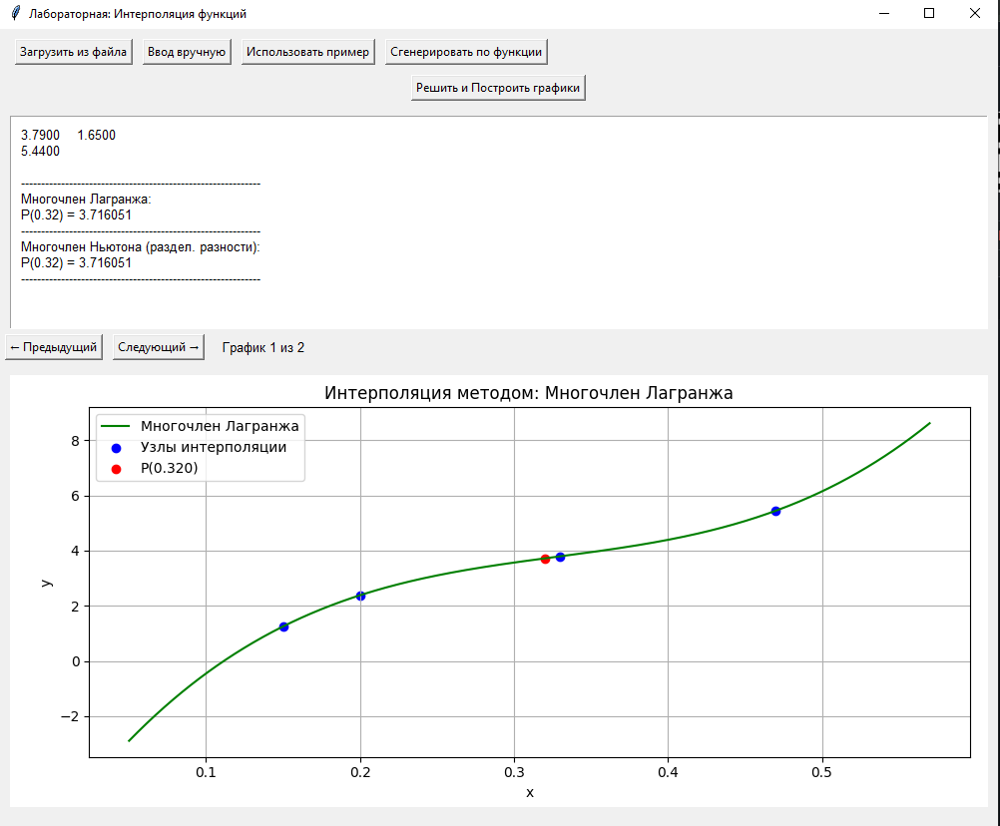 Лабораторная: Интерполяция функций
Загрузить из файла Ввод вручную Использовать пример Сгенерировать по функции
Решить и Построить графики
3.7900 1.6500
5.4400
------------------------------------------------------------
Многочлен Лагранжа:
P(0.32) = 3.716051
------------------------------------------------------------
Многочлен Ньютона (раздел. разности):
P(0.32) = 3.716051
------------------------------------------------------------
← Предыдущий Следующий → График 1 из 2
Интерполяция методом: Многочлен Лагранжа
Многочлен Лагранжа
Узлы интерполяции
P(0.320)
8
6
4
2
0
−2
y
0.1 0.2 0.3 0.4 0.5
x